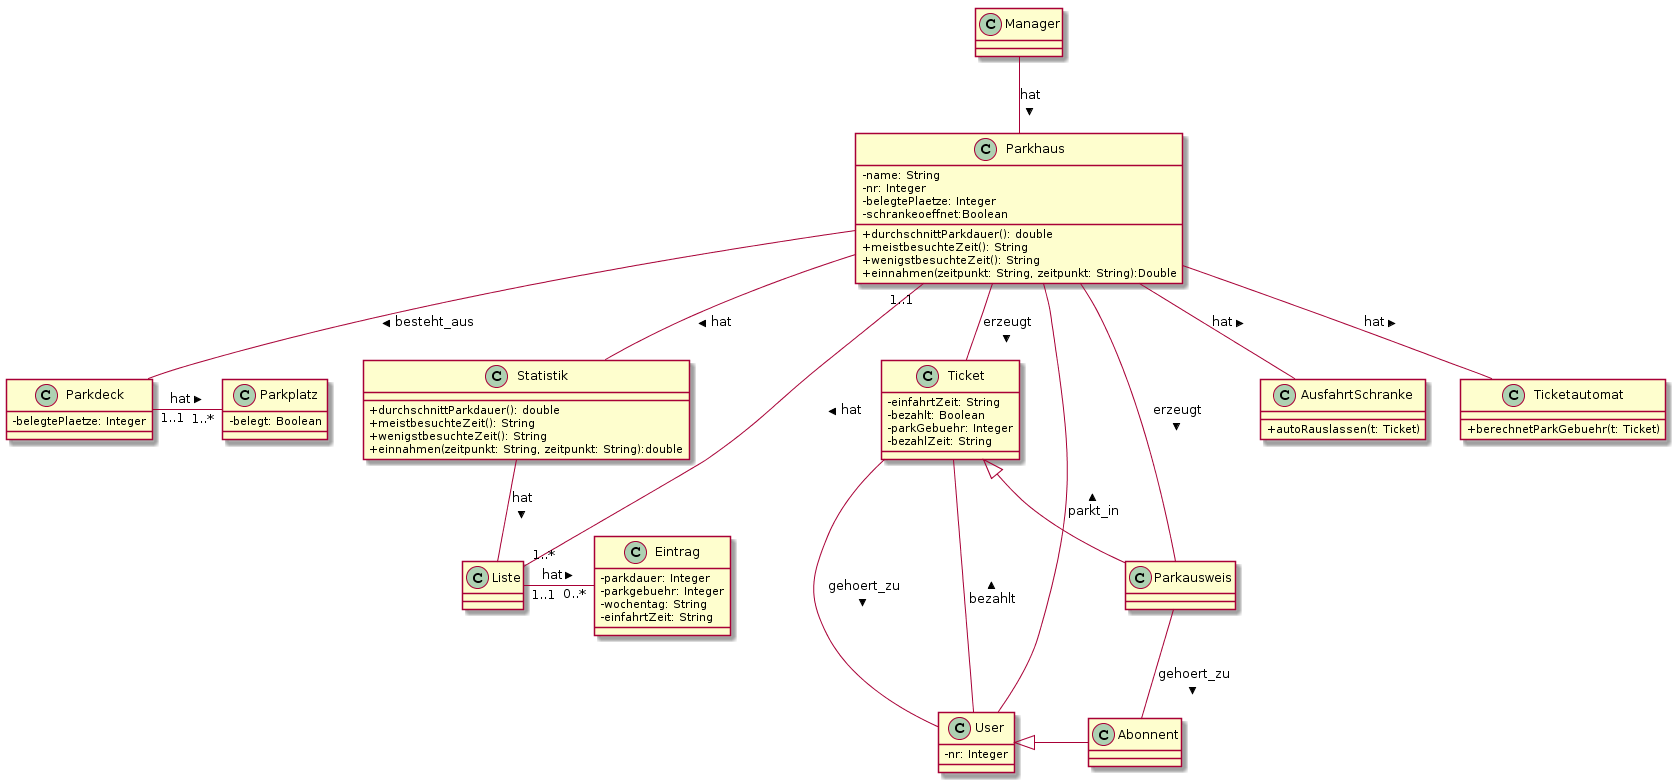 C Manager
hat
▼
C Parkhaus
-name: String
-nr: Integer
-belegtePlaetze: Integer
-schrankeoeffnet:Boolean
+durchschnittParkdauer(): double
+meistbesuchteZeit(): String
+wenigstbesuchteZeit(): String
+einnahmen(zeitpunkt: String, zeitpunkt: String):Double
1..1
◄ besteht_aus
◄ hat
erzeugt
▼
hat ►
hat ►
C Parkdeck
-belegtePlaetze: Integer
hat ►
1..1 1..*
C Parkplatz
-belegt: Boolean
C Statistik
+durchschnittParkdauer(): double
+meistbesuchteZeit(): String
+wenigstbesuchteZeit(): String
+einnahmen(zeitpunkt: String, zeitpunkt: String):double
◄ hat
C Ticket
-einfahrtZeit: String
-bezahlt: Boolean
-parkGebuehr: Integer
-bezahlZeit: String
erzeugt
▼
C AusfahrtSchranke
+autoRauslassen(t: Ticket)
C Ticketautomat
+berechnetParkGebuehr(t: Ticket)
hat
▼
▲
parkt_in
1..*
C Liste
hat ►
1..1 0..*
C Eintrag
-parkdauer: Integer
-parkgebuehr: Integer
-wochentag: String
-einfahrtZeit: String
gehoert_zu
▼
▲
bezahlt
C Parkausweis
gehoert_zu
▼
C User
-nr: Integer
C Abonnent